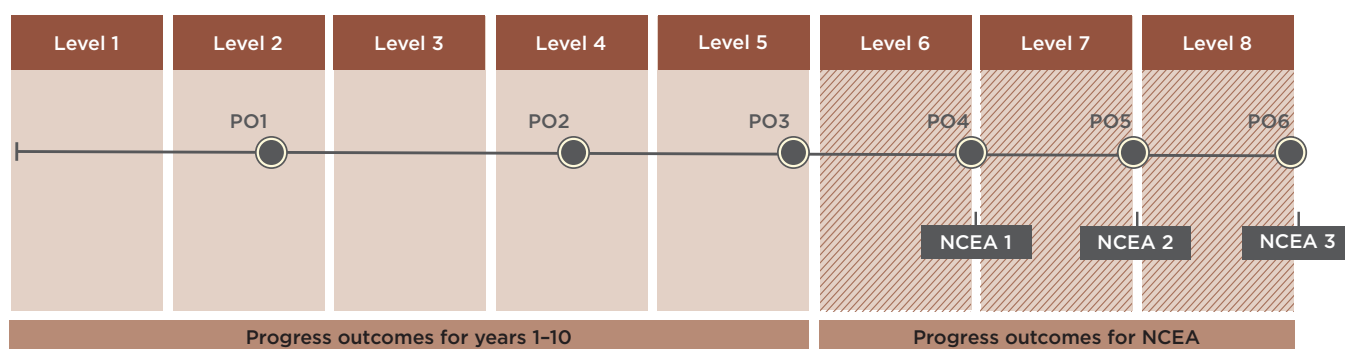 Level 1 Level 2 Level 3 Level 4 Level 5 Level 6 Level 7 Level 8
PO1 PO2 PO3 PO4 PO5 PO6
NCEA 1 NCEA 2 NCEA 3
Progress outcomes for years 1–10 Progress outcomes for NCEA